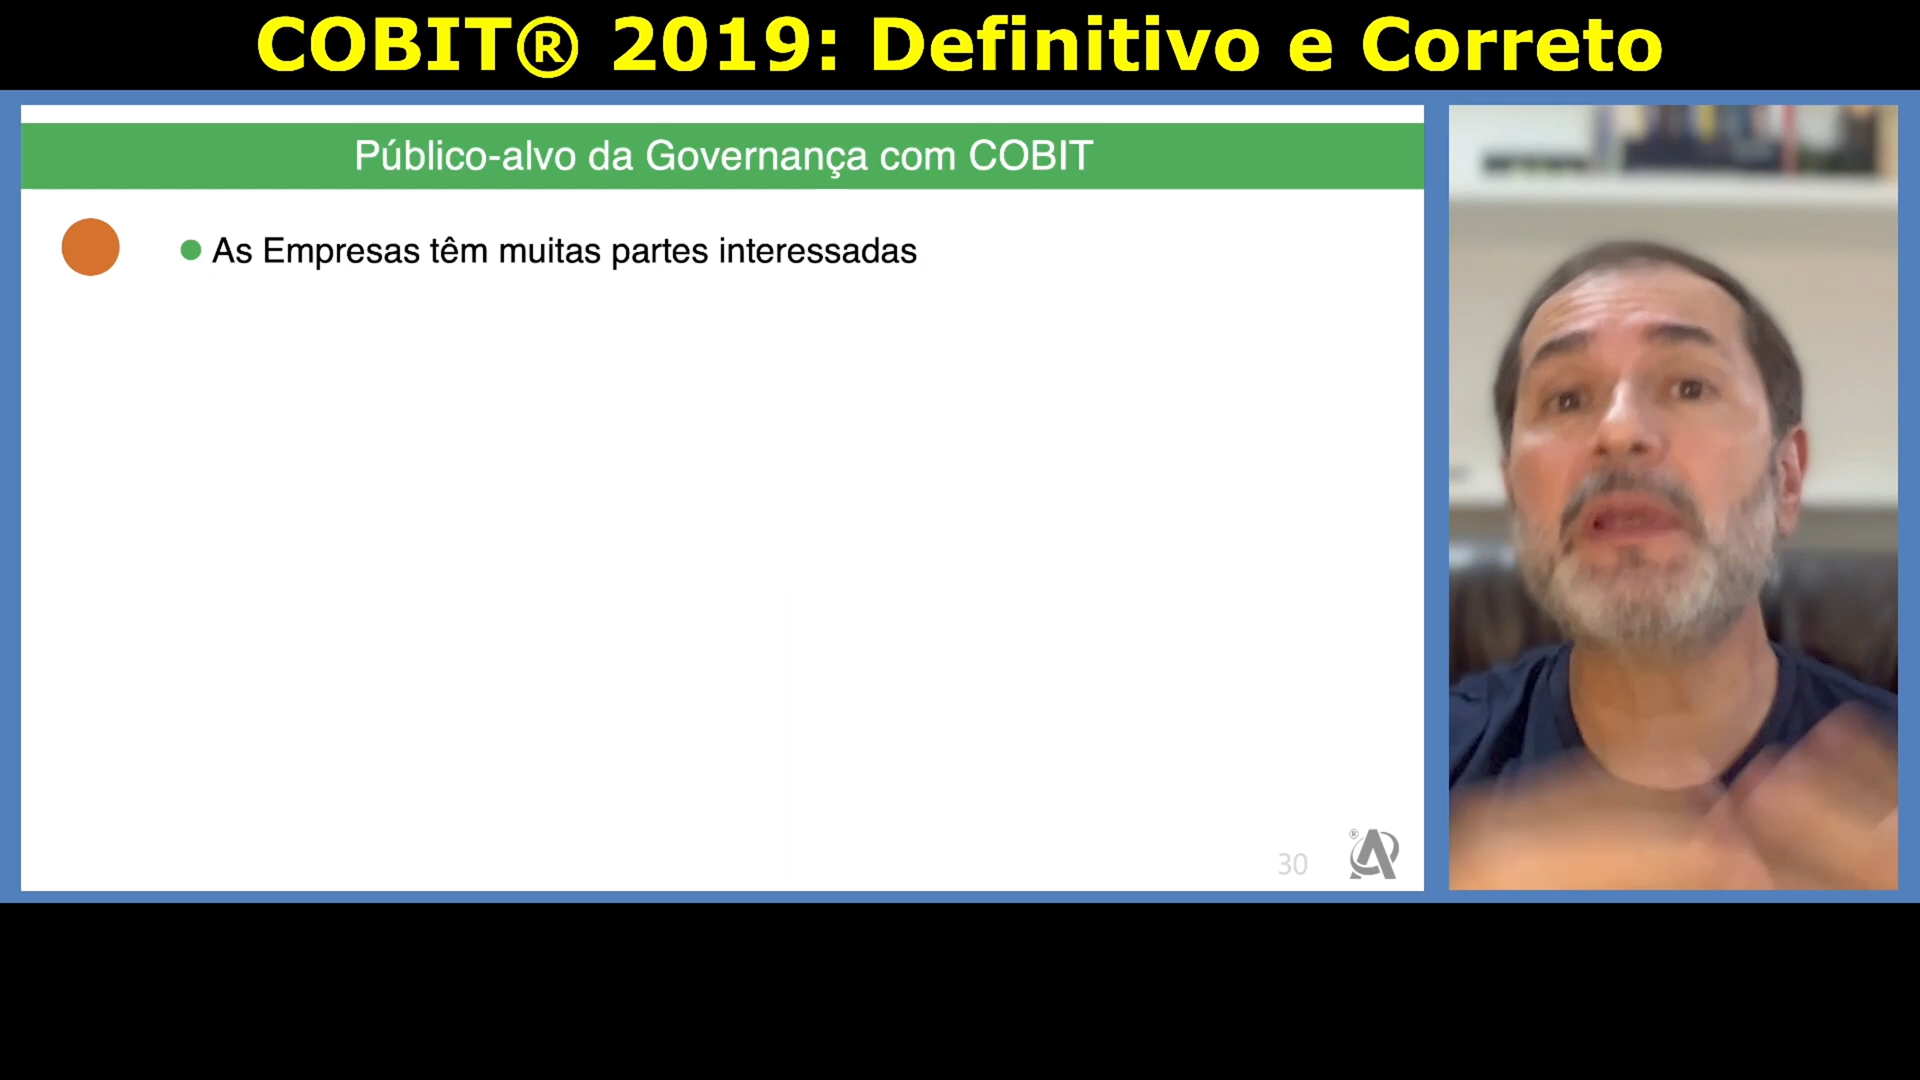 COBIT® 2019: Definitivo e Correto
Público-alvo da Governança com COBIT
As Empresas têm muitas partes interessadas
30
®
A